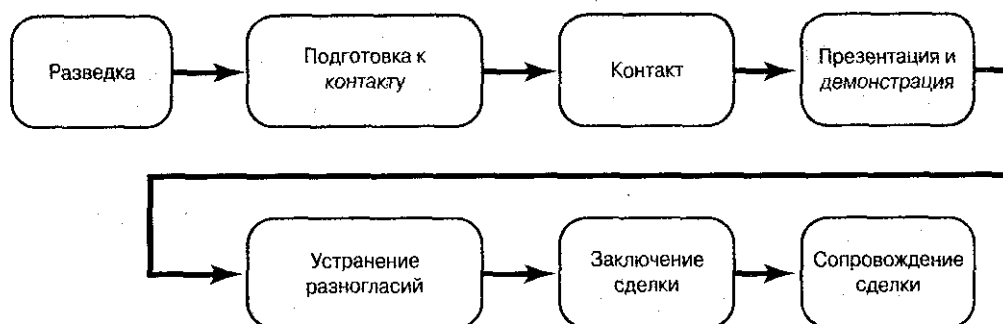 Разведка
Подготовка к
контакту
Контакт
Презентация и
демонстрация
Устранение
разногласий
Заключение
сделки
Сопровождение
сделки